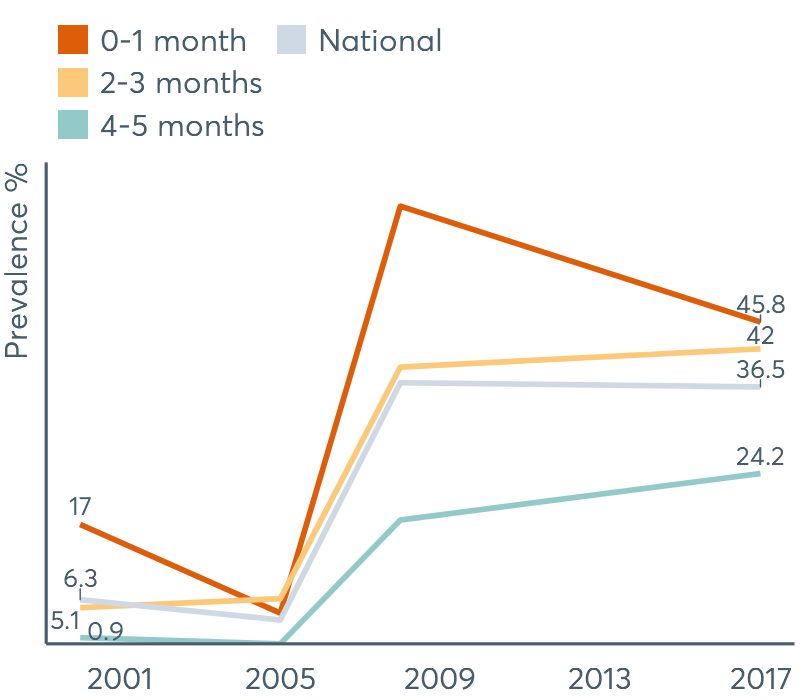 0-1 month National
2-3 months
4-5 months
Prevalence %
45.8
42
36.5
24.2
17
6.3
5.1 0.9
2001 2005 2009 2013 2017